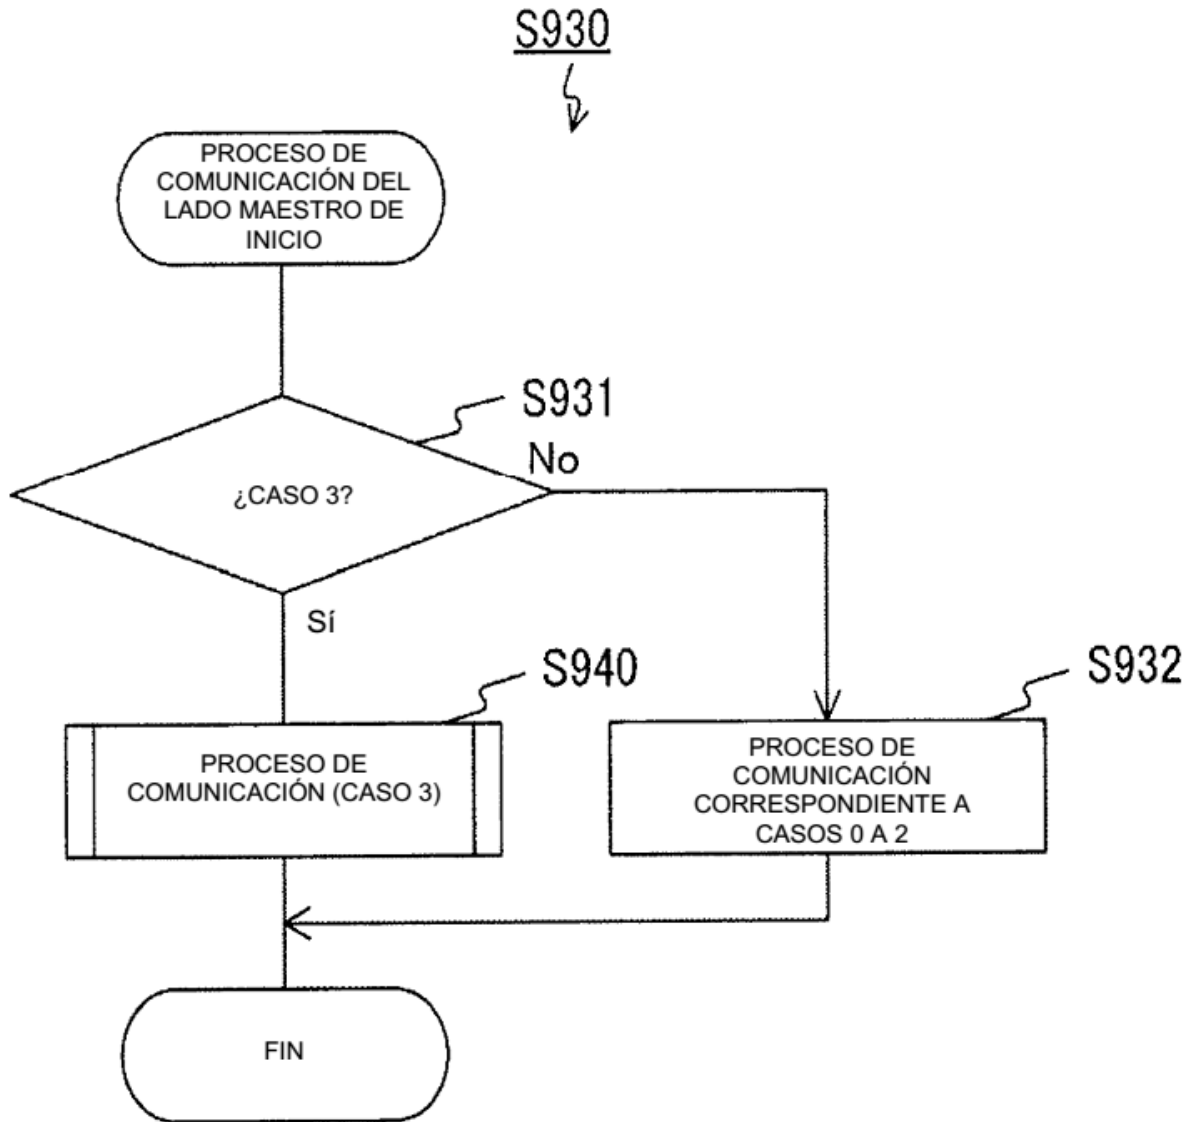 S930
PROCESO DE
COMUNICACIÓN DEL
LADO MAESTRO DE
INICIO
S931
No
¿CASO 3?
Sí
S940
S932
PROCESO DE
COMUNICACIÓN (CASO 3)
PROCESO DE
COMUNICACIÓN
CORRESPONDIENTE A
CASOS 0 A 2
FIN